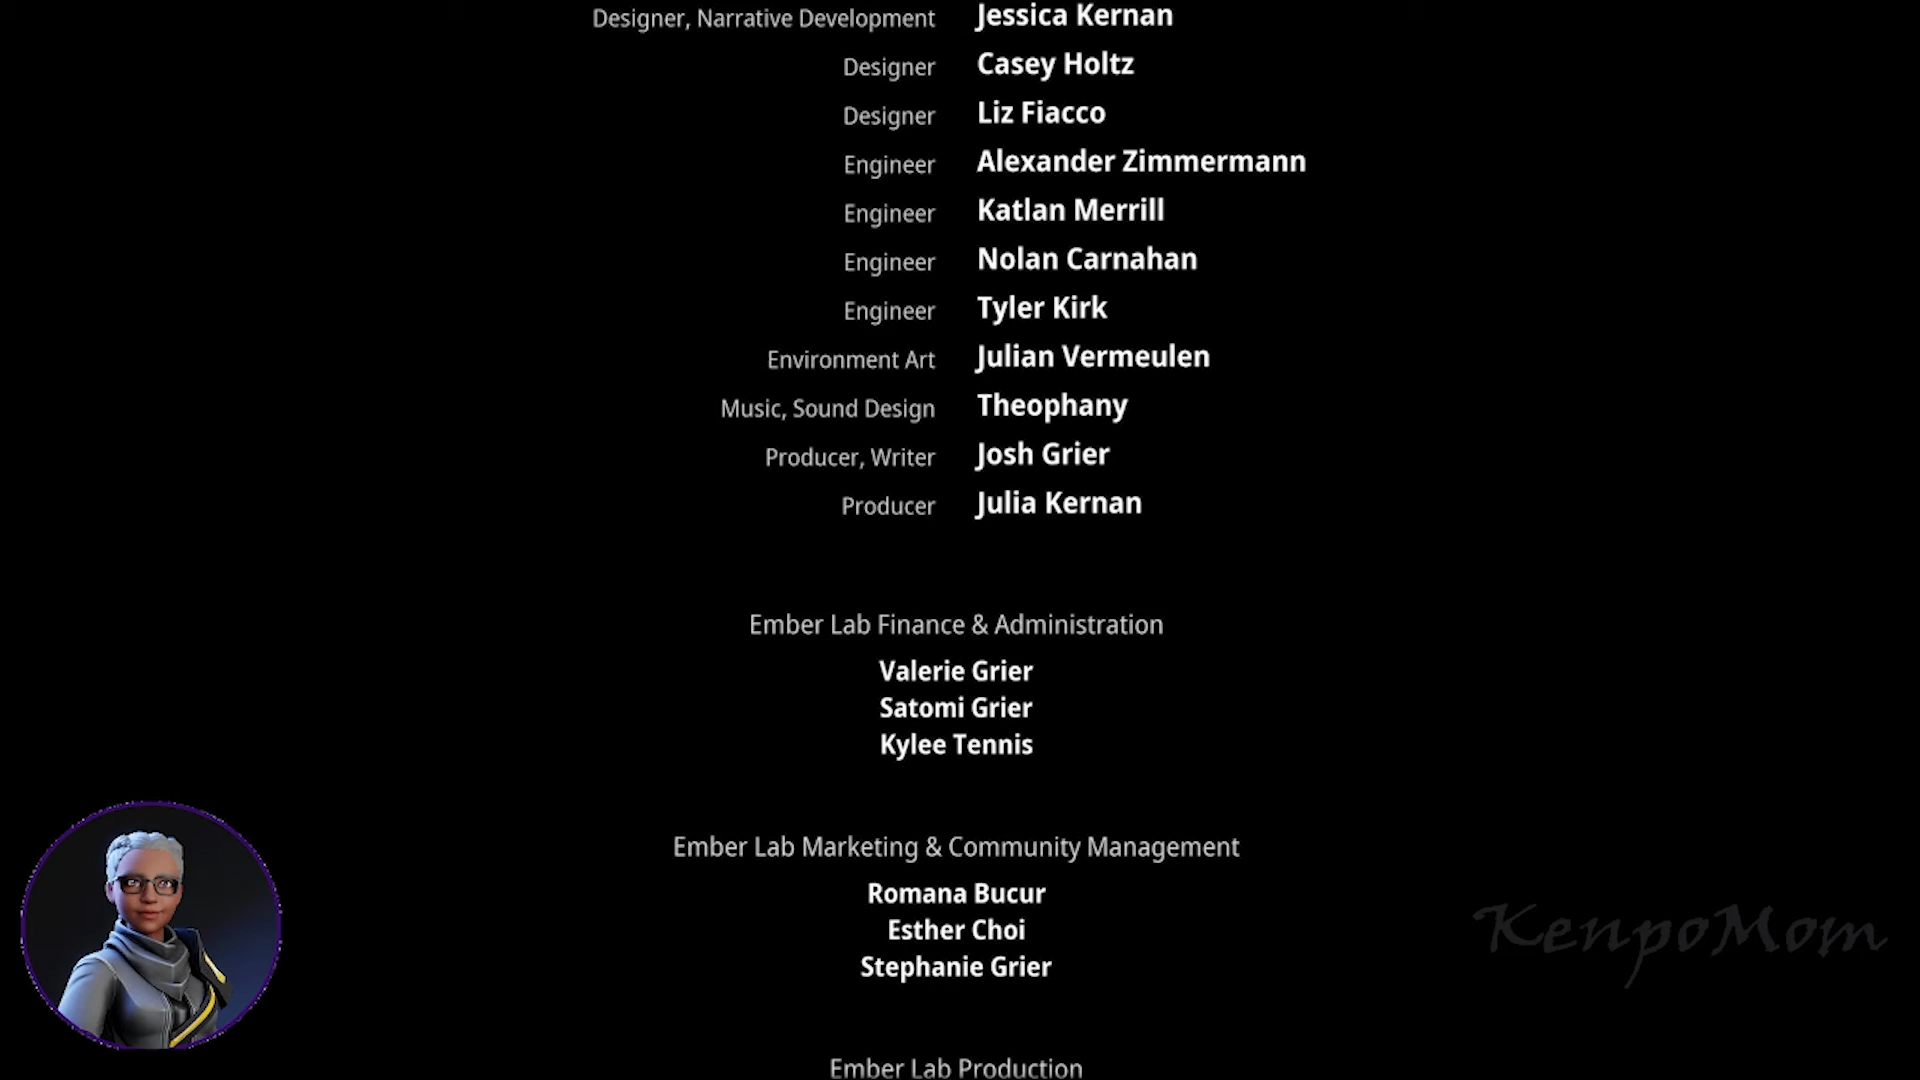 Designer, Narrative Development Jessica Kernan
Designer Casey Holtz
Designer Liz Fiacco
Engineer Alexander Zimmermann
Engineer Katlan Merrill
Engineer Nolan Carnahan
Engineer Tyler Kirk
Environment Art Julian Vermeulen
Music, Sound Design Theophany
Producer, Writer Josh Grier
Producer Julia Kernan
Ember Lab Finance & Administration
Valerie Grier
Satomi Grier
Kylee Tennis
Ember Lab Marketing & Community Management
Romana Bucur
Esther Choi
Stephanie Grier
KenpoMom
Ember Lab Production